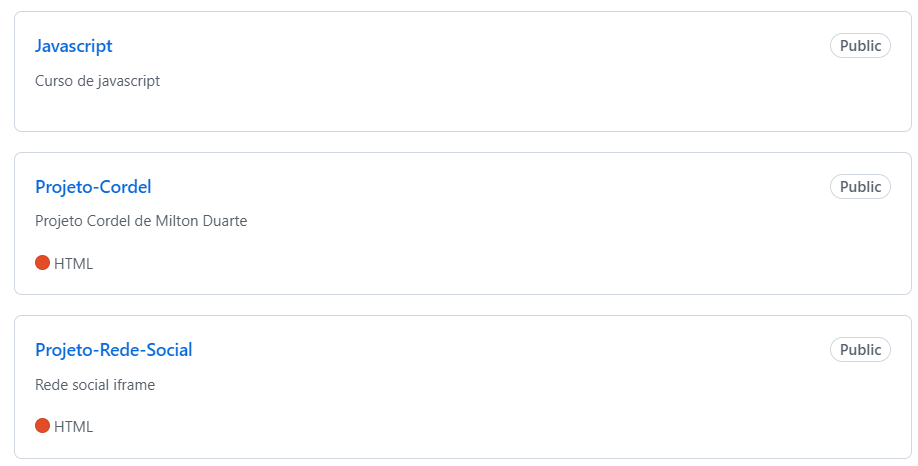 Javascript
Public
Curso de javascript
Projeto-Cordel
Public
Projeto Cordel de Milton Duarte
HTML
Projeto-Rede-Social
Public
Rede social iframe
HTML